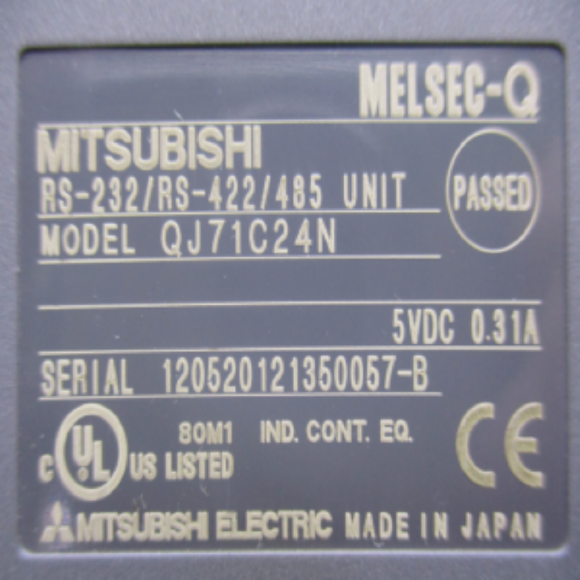 MELSEC-Q
MITSUBISHI
RS-232/RS-422/485 UNIT
PASSED
MODEL QJ71C24N
5VDC 0.31A
SERIAL 120520121350057-B
80M1 IND. CONT. EQ.
C UL US LISTED
CE
MITSUBISHI ELECTRIC MADE IN JAPAN